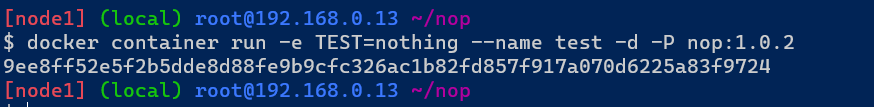 [node1] (local) root@192.168.0.13 ~/nop
$ docker container run -e TEST=nothing --name test -d -P nop:1.0.2
9ee8ff52e5f2b5dde8d88fe9b9cfc326ac1b82fd857f917a070d6225a83f9724
[node1] (local) root@192.168.0.13 ~/nop